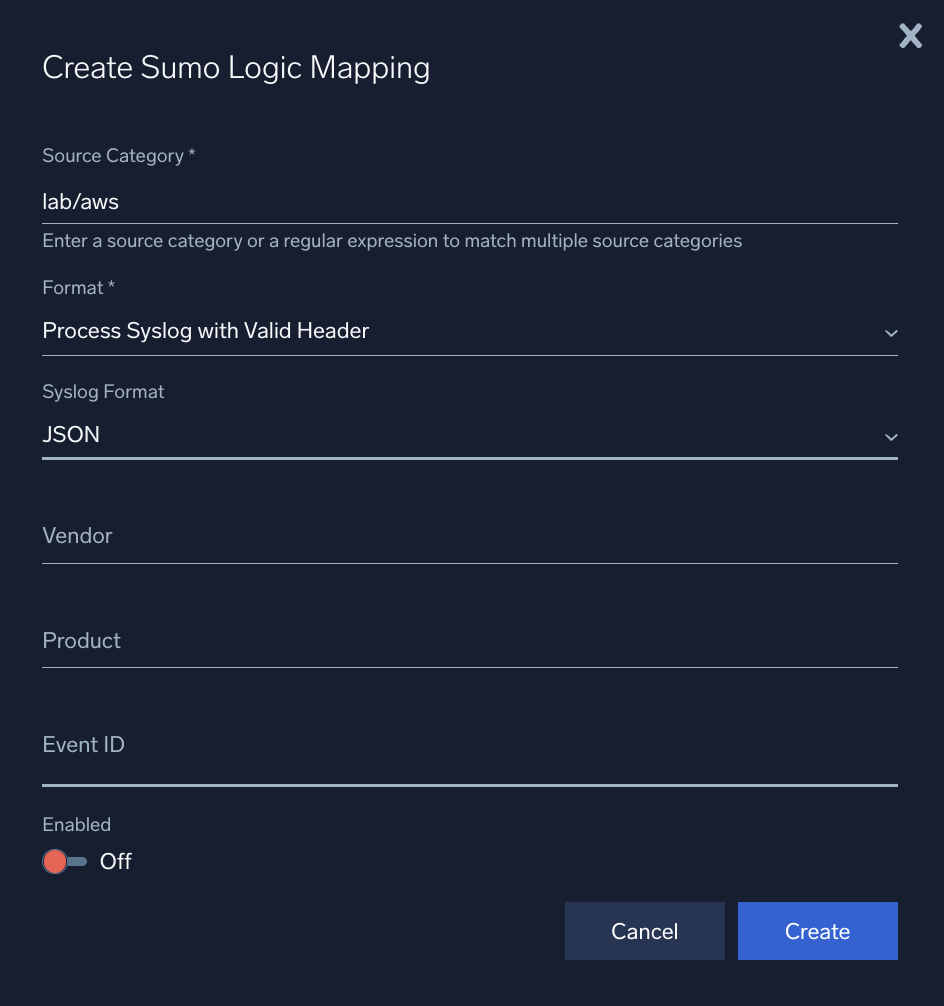 Create Sumo Logic Mapping
Source Category *
lab/aws
Enter a source category or a regular expression to match multiple source categories
Format *
Process Syslog with Valid Header
Syslog Format
JSON
Vendor
Product
Event ID
Enabled
Off
Cancel Create